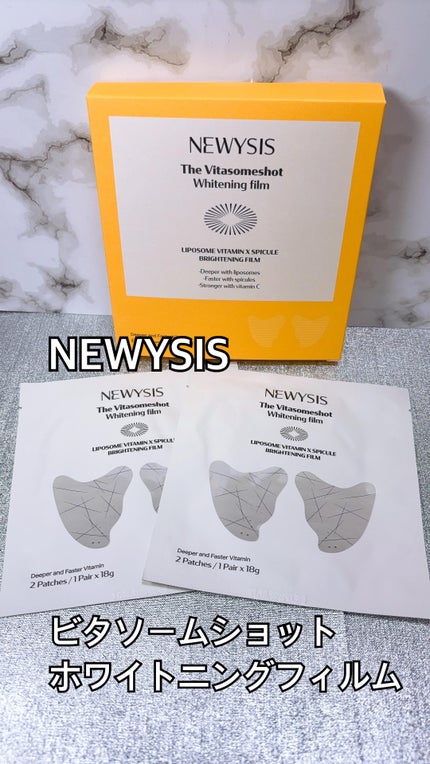 NEWYSIS
The Vitasomeshot
Whitening film
LIPOSOME VITAMIN X SPICULE
BRIGHTENING FILM
-Deeper with liposomes
-Faster with spicules
-Stronger with vitamin C
Deeper and Faster
NEWYSIS
NEWYSIS
The Vitasomeshot
Whitening film
LIPOSOME VITAMIN X SPICULE
BRIGHTENING FILM
Deeper and Faster Vitamin
2 Patches / 1 Pair x 18g
NEWYSIS
The Vitasomeshot
Whitening film
LIPOSOME VITAMIN X SPICULE
BRIGHTENING FILM
Deeper and Faster Vitamin
2 Patches / 1 Pair x 18g
ビタソームショット
ホワイトニングフィルム